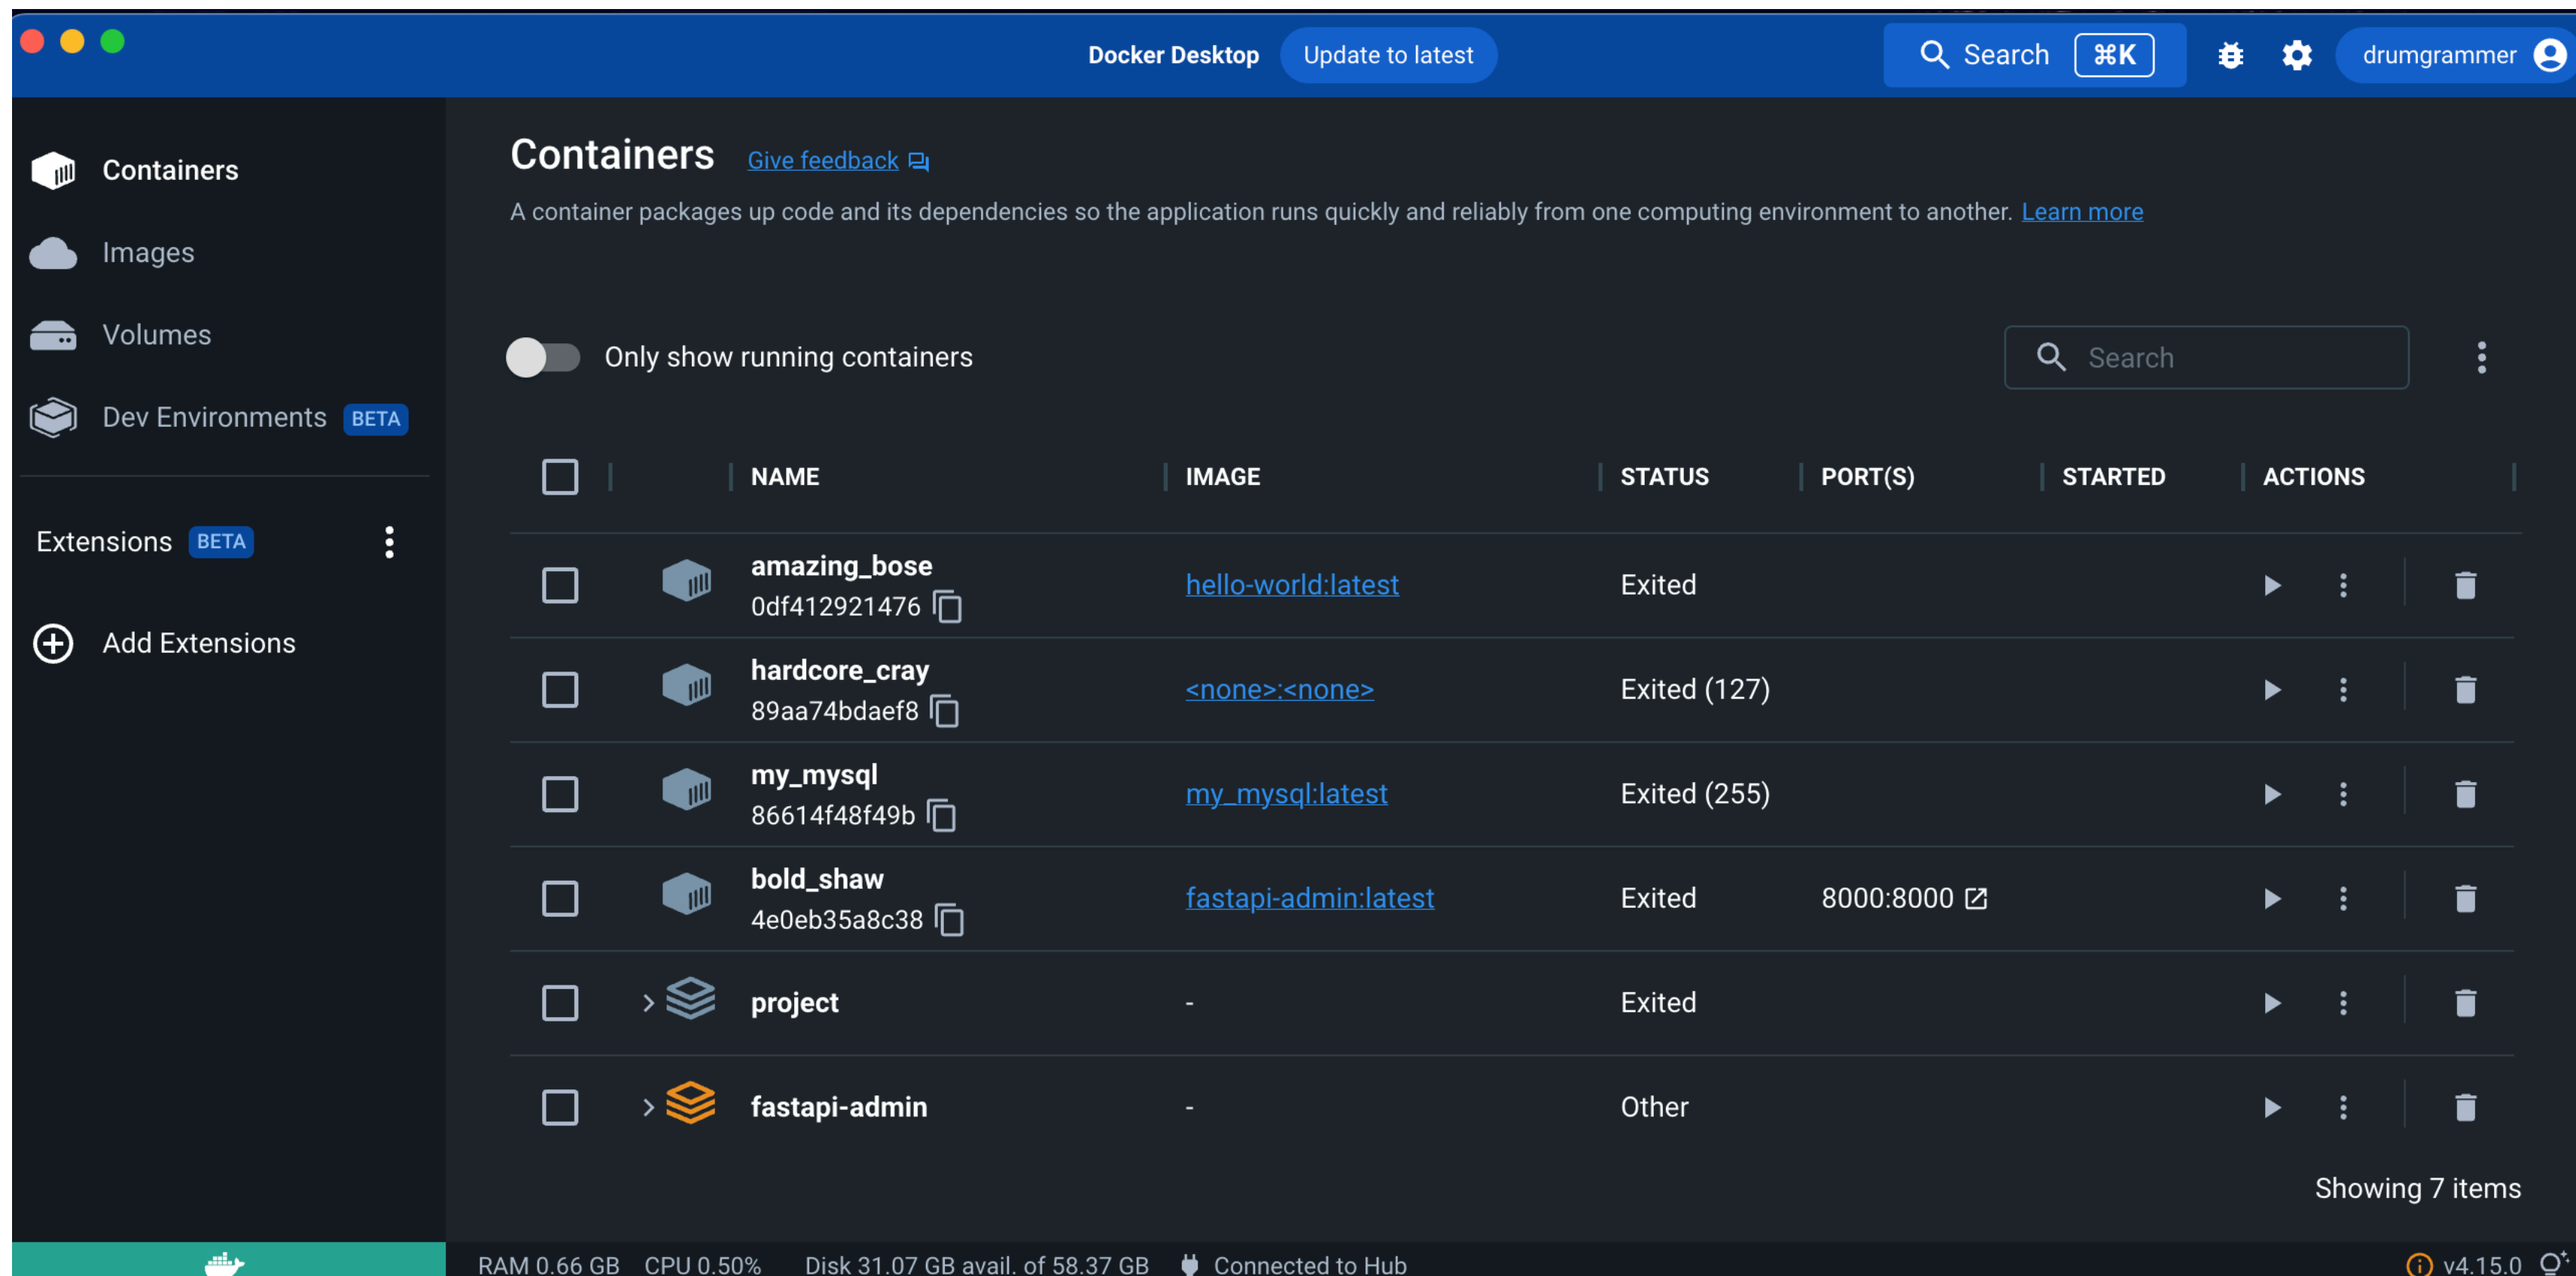 Docker Desktop Update to latest Search ⌘K drumgrammer
Containers
Images
Volumes
Dev Environments BETA
Extensions BETA
Add Extensions
Containers Give feedback
A container packages up code and its dependencies so the application runs quickly and reliably from one computing environment to another. Learn more
Only show running containers Search
NAME IMAGE STATUS PORT(S) STARTED ACTIONS
amazing_bose
0df412921476 hello-world:latest Exited
hardcore_cray
89aa74bdaef8 <none>:<none> Exited (127)
my_mysql
86614f48f49b my_mysql:latest Exited (255)
bold_shaw
4e0eb35a8c38 fastapi-admin:latest Exited 8000:8000
project - Exited
fastapi-admin - Other
Showing 7 items
RAM 0.66 GB CPU 0.50% Disk 31.07 GB avail. of 58.37 GB Connected to Hub v4.15.0